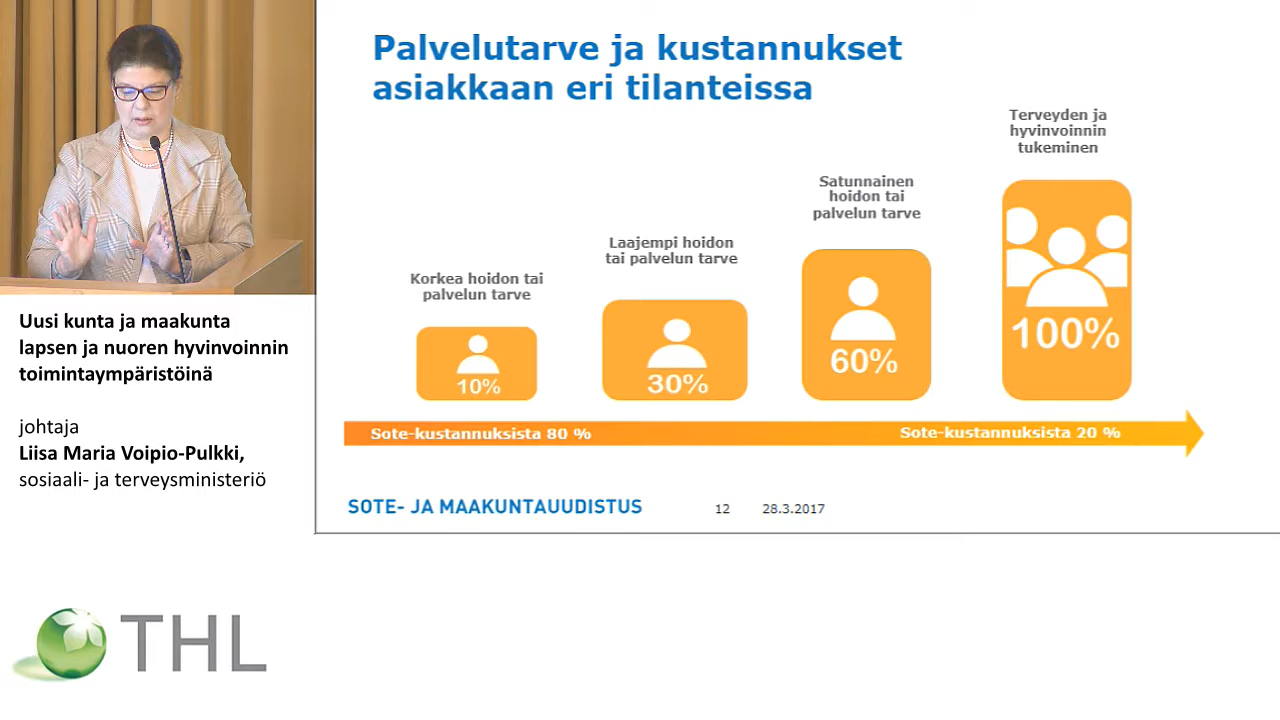 Palvelutarve ja kustannukset
asiakkaan eri tilanteissa
Terveyden ja
hyvinvoinnin
tukeminen
Satunnainen
hoidon tai
palvelun tarve
Laajempi hoidon
tai palvelun tarve
Korkea hoidon tai
palvelun tarve
10%
30%
60%
100%
Sote-kustannuksista 80 %
Sote-kustannuksista 20 %
SOTE- JA MAAKUNTAUUDISTUS
12
28.3.2017
Uusi kunta ja maakunta
lapsen ja nuoren hyvinvoinnin
toimintaympäristöinä
johtaja
Liisa Maria Voipio-Pulkki,
sosiaali- ja terveysministeriö
THL